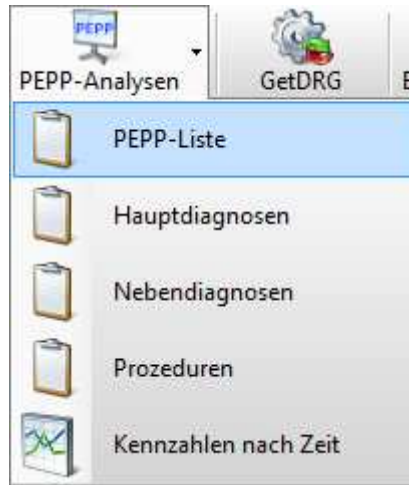 PEPP
PEPP-Analysen
GetDRG
E
PEPP-Liste
Hauptdiagnosen
Nebendiagnosen
Prozeduren
Kennzahlen nach Zeit